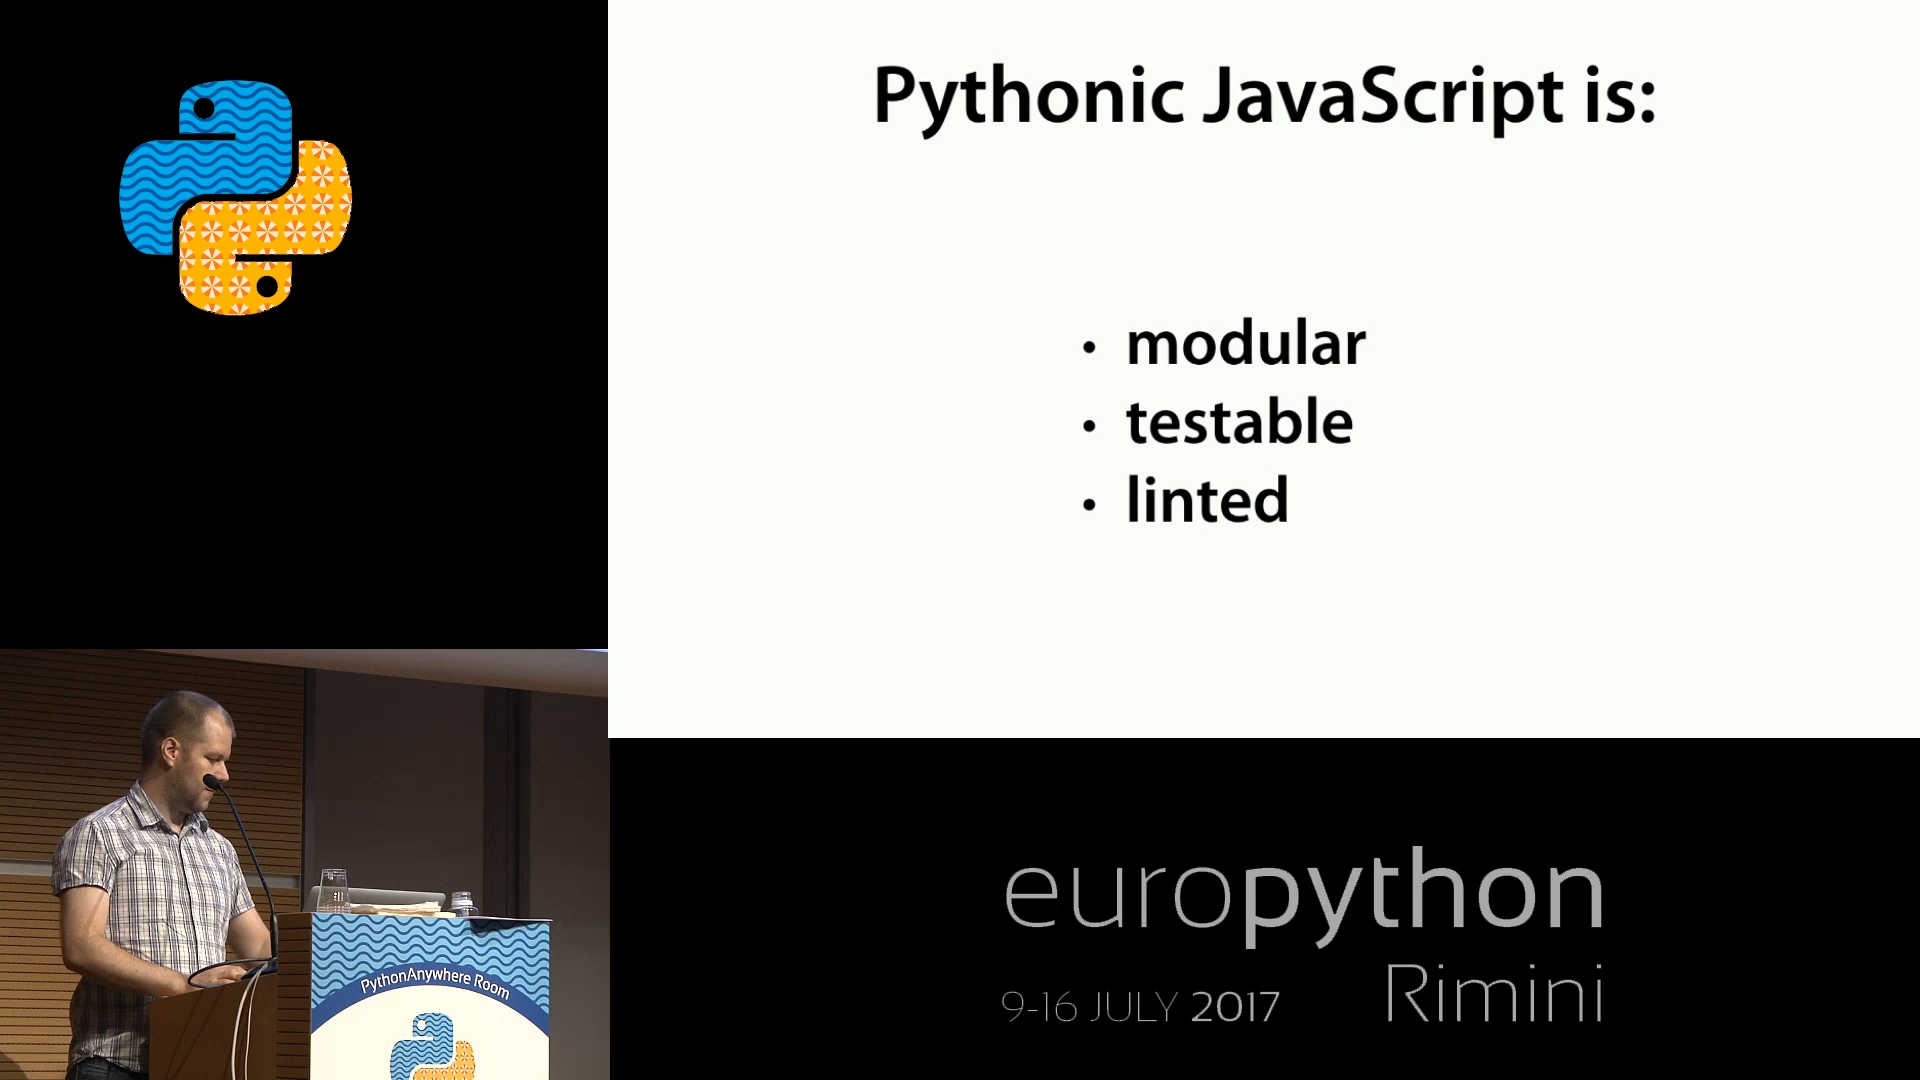 Pythonic JavaScript is:
• modular
• testable
• linted
PythonAnywhere Room
europython
9-16 JULY 2017 Rimini